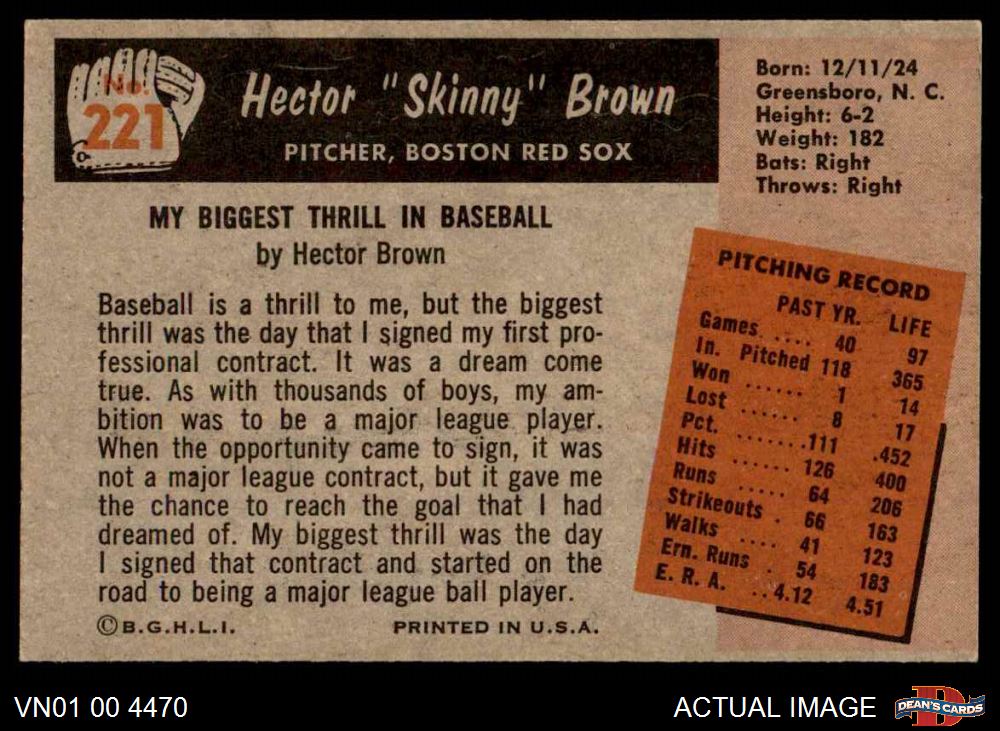 No.
221
Hector "Skinny" Brown
PITCHER, BOSTON RED SOX
Born: 12/11/24
Greensboro, N. C.
Height: 6-2
Weight: 182
Bats: Right
Throws: Right
MY BIGGEST THRILL IN BASEBALL
by Hector Brown
Baseball is a thrill to me, but the biggest
thrill was the day that I signed my first pro-
fessional contract. It was a dream come
true. As with thousands of boys, my am-
bition was to be a major league player.
When the opportunity came to sign, it was
not a major league contract, but it gave me
the chance to reach the goal that I had
dreamed of. My biggest thrill was the day
I signed that contract and started on the
road to being a major league ball player.
©B.G.H.L.I. PRINTED IN U.S.A.
PITCHING RECORD
PAST YR. LIFE
Games .... 40 97
In. Pitched 118 365
Won ...... 1 14
Lost ...... 8 17
Pct. .......111 .452
Hits ...... 126 400
Runs ..... 64 206
Strikeouts . 66 163
Walks .... 41 123
Ern. Runs 54 183
E. R. A. ..4.12 4.51
VN01 00 4470
ACTUAL IMAGE
D
DEAN'S CARDS